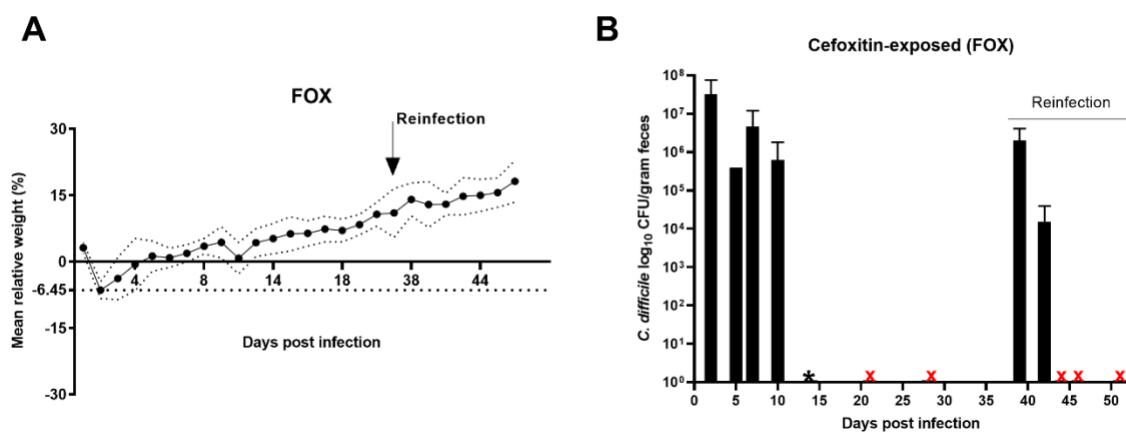 A
FOX
Reinfection
Mean relative weight (%)
30
15
0
-6.45
-15
-30
4
8
14
18
38
44
Days post infection
B
Cefoxitin-exposed (FOX)
Reinfection
C. difficile log10 CFU/gram feces
10^8
10^7
10^6
10^5
10^4
10^3
10^2
10^1
10^0
*
x
x
x
x
x
0
5
10
15
20
25
30
35
40
45
50
Days post infection